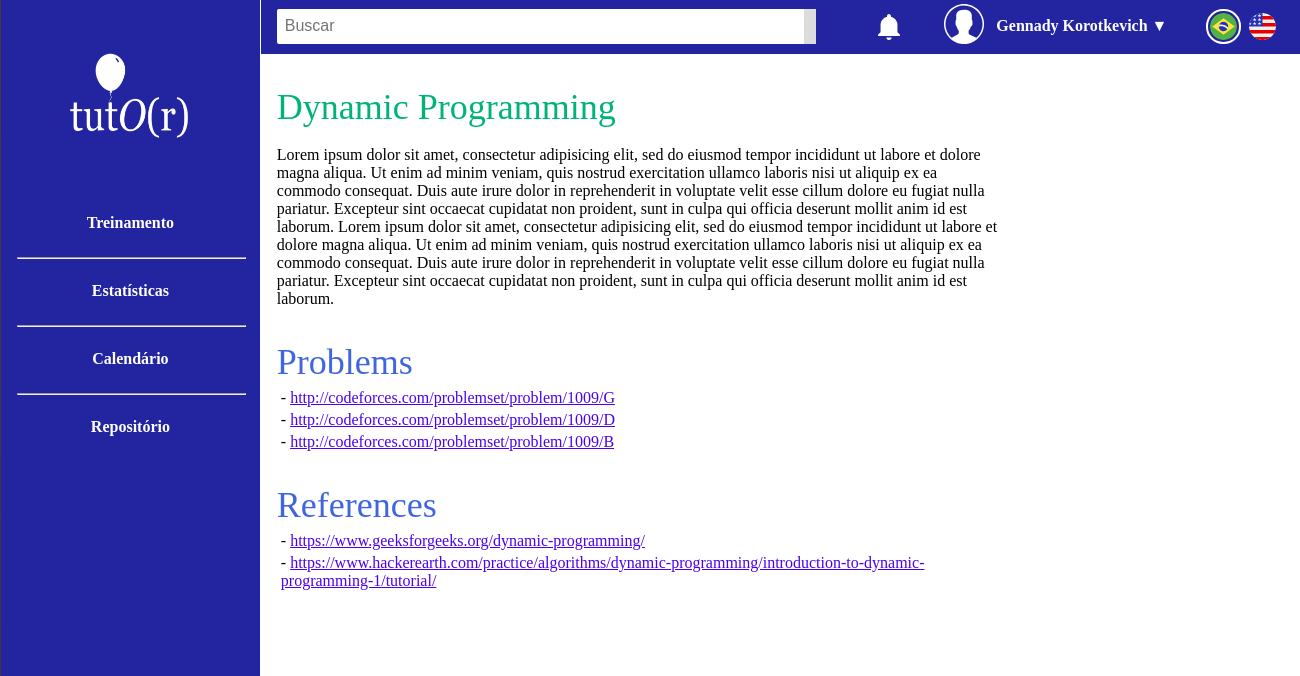 tutO(r)
Treinamento
Estatísticas
Calendário
Repositório
Buscar
Gennady Korotkevich ▼
Dynamic Programming
Lorem ipsum dolor sit amet, consectetur adipisicing elit, sed do eiusmod tempor incididunt ut labore et dolore
magna aliqua. Ut enim ad minim veniam, quis nostrud exercitation ullamco laboris nisi ut aliquip ex ea
commodo consequat. Duis aute irure dolor in reprehenderit in voluptate velit esse cillum dolore eu fugiat nulla
pariatur. Excepteur sint occaecat cupidatat non proident, sunt in culpa qui officia deserunt mollit anim id est
laborum. Lorem ipsum dolor sit amet, consectetur adipisicing elit, sed do eiusmod tempor incididunt ut labore et
dolore magna aliqua. Ut enim ad minim veniam, quis nostrud exercitation ullamco laboris nisi ut aliquip ex ea
commodo consequat. Duis aute irure dolor in reprehenderit in voluptate velit esse cillum dolore eu fugiat nulla
pariatur. Excepteur sint occaecat cupidatat non proident, sunt in culpa qui officia deserunt mollit anim id est
laborum.
Problems
- http://codeforces.com/problemset/problem/1009/G
- http://codeforces.com/problemset/problem/1009/D
- http://codeforces.com/problemset/problem/1009/B
References
- https://www.geeksforgeeks.org/dynamic-programming/
- https://www.hackerearth.com/practice/algorithms/dynamic-programming/introduction-to-dynamic-
programming-1/tutorial/